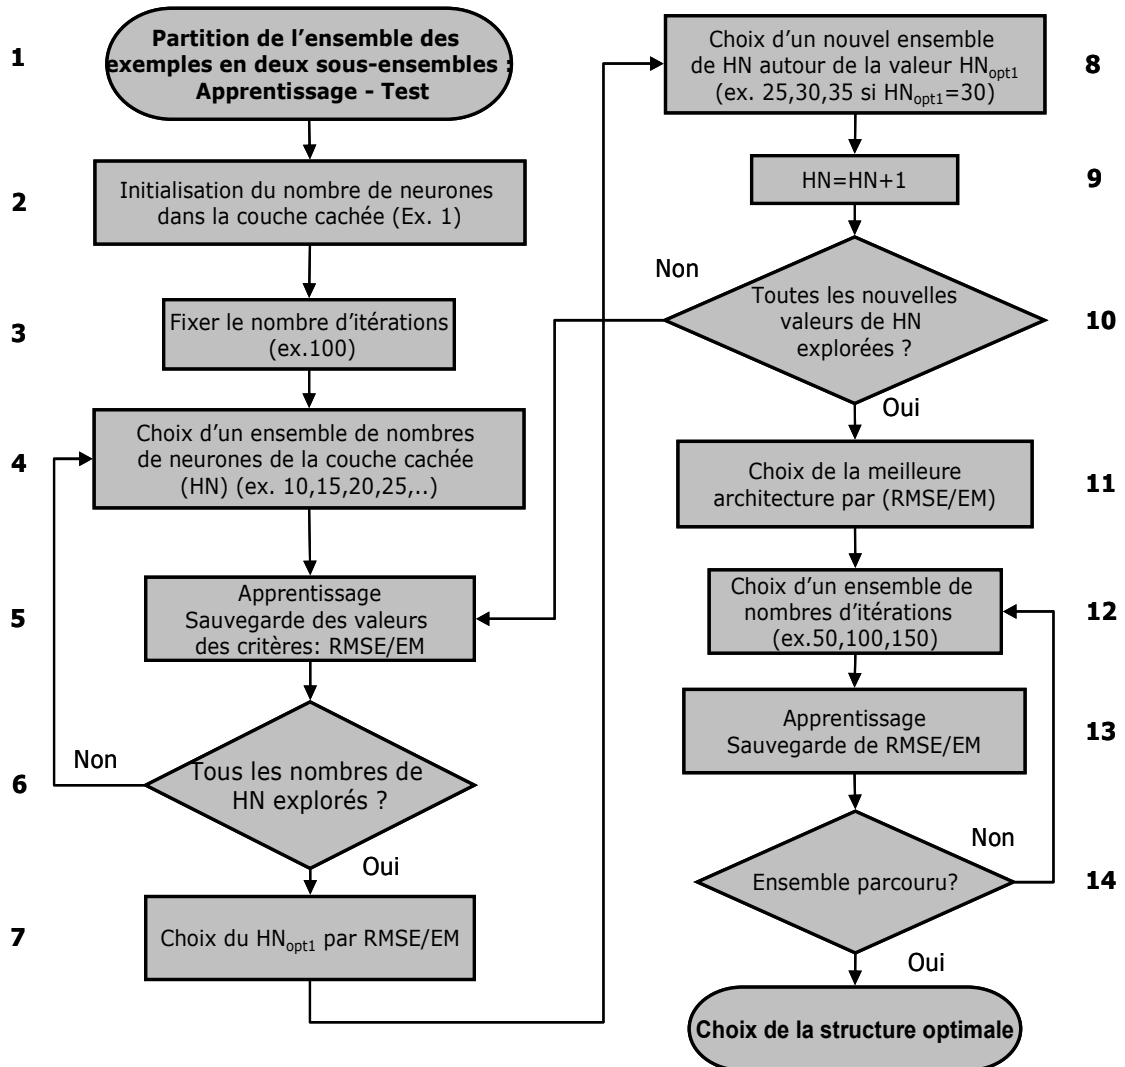 1
Partition de l’ensemble des
exemples en deux sous-ensembles :
Apprentissage - Test
2
Initialisation du nombre de neurones
dans la couche cachée (Ex. 1)
3
Fixer le nombre d’itérations
(ex.100)
4
Choix d’un ensemble de nombres
de neurones de la couche cachée
(HN) (ex. 10,15,20,25,..)
5
Apprentissage
Sauvegarde des valeurs
des critères: RMSE/EM
6
Non
Tous les nombres de
HN explorés ?
Oui
7
Choix du HNopt1 par RMSE/EM
Choix d’un nouvel ensemble
de HN autour de la valeur HNopt1
(ex. 25,30,35 si HNopt1=30)
8
HN=HN+1
9
Non
Toutes les nouvelles
valeurs de HN
explorées ?
10
Oui
Choix de la meilleure
architecture par (RMSE/EM)
11
Choix d’un ensemble de
nombres d’itérations
(ex.50,100,150)
12
Apprentissage
Sauvegarde de RMSE/EM
13
Non
Ensemble parcouru?
14
Oui
Choix de la structure optimale